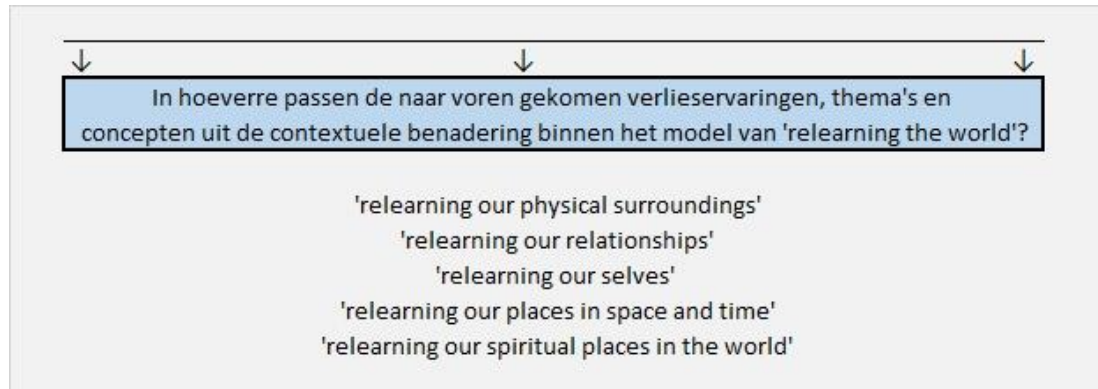 ↓ ↓ ↓
In hoeverre passen de naar voren gekomen verlieservaringen, thema's en
concepten uit de contextuele benadering binnen het model van 'relearning the world'?
'relearning our physical surroundings'
'relearning our relationships'
'relearning our selves'
'relearning our places in space and time'
'relearning our spiritual places in the world'